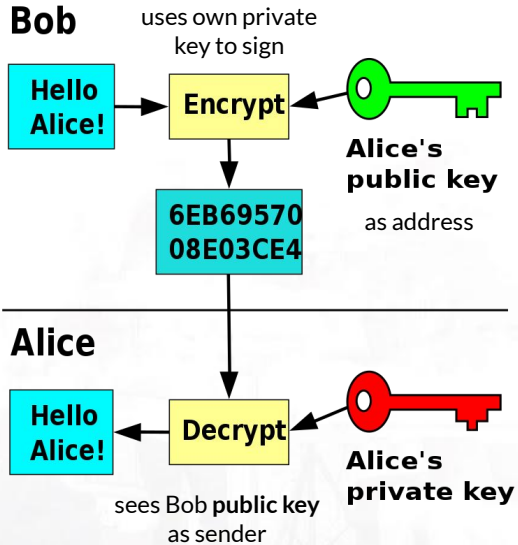 Bob
uses own private
key to sign
Hello
Alice!
Encrypt
Alice's
public key
as address
6EB69570
08E03CE4
Alice
Hello
Alice!
Decrypt
Alice's
private key
sees Bob public key
as sender